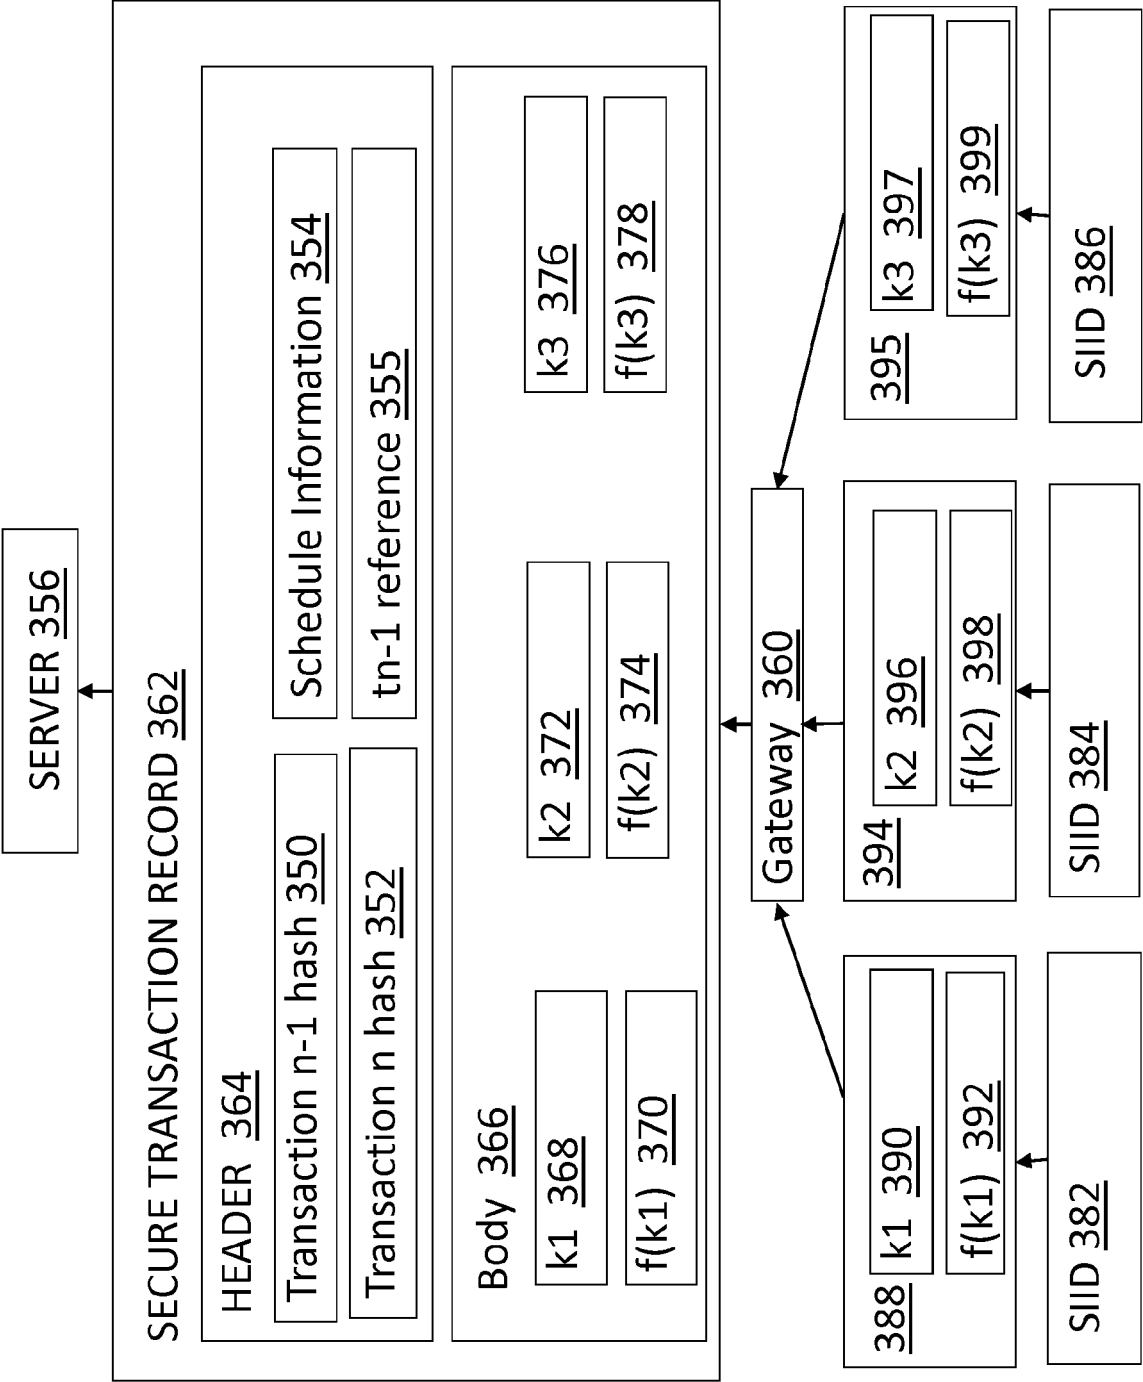 SERVER 356
SECURE TRANSACTION RECORD 362
HEADER 364
Transaction n-1 hash 350
Schedule Information 354
Transaction n hash 352
tn-1 reference 355
Body 366
k1 368
k2 372
k3 376
f(k1) 370
f(k2) 374
f(k3) 378
Gateway 360
388
k1 390
f(k1) 392
394
k2 396
f(k2) 398
395
k3 397
f(k3) 399
SIID 382
SIID 384
SIID 386